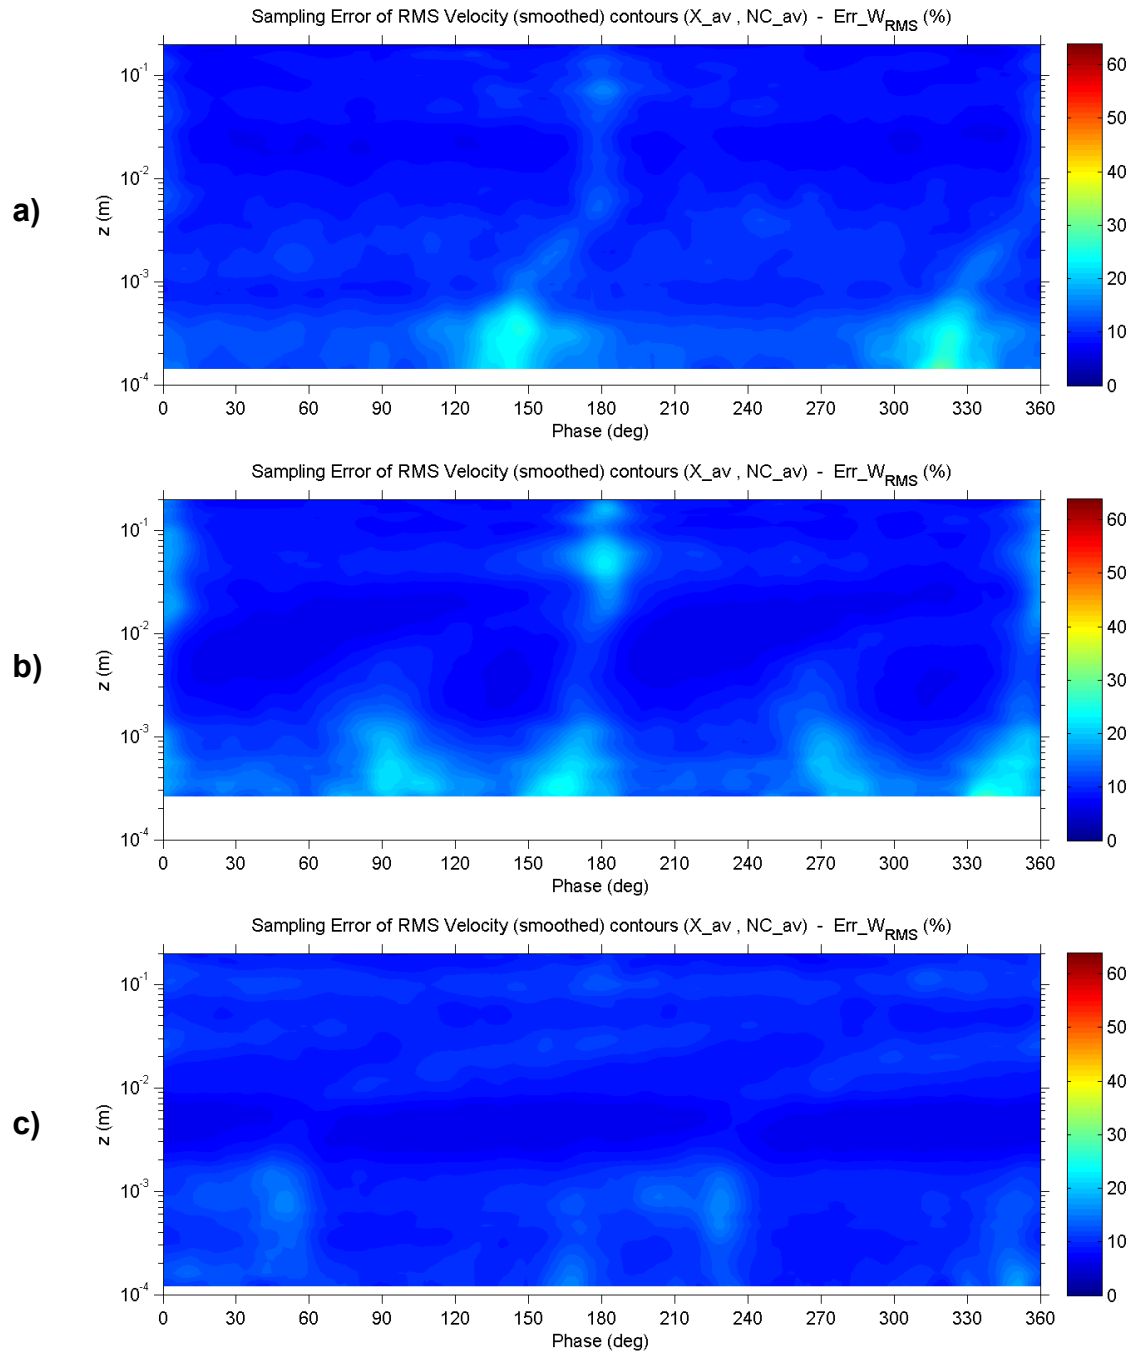 Sampling Error of RMS Velocity (smoothed) contours (X_av , NC_av) - Err_W_RMS (%)
a)
z (m)
10^-1
10^-2
10^-3
10^-4
0 30 60 90 120 150 180 210 240 270 300 330 360
Phase (deg)
60
50
40
30
20
10
0
Sampling Error of RMS Velocity (smoothed) contours (X_av , NC_av) - Err_W_RMS (%)
b)
z (m)
10^-1
10^-2
10^-3
10^-4
0 30 60 90 120 150 180 210 240 270 300 330 360
Phase (deg)
60
50
40
30
20
10
0
Sampling Error of RMS Velocity (smoothed) contours (X_av , NC_av) - Err_W_RMS (%)
c)
z (m)
10^-1
10^-2
10^-3
10^-4
0 30 60 90 120 150 180 210 240 270 300 330 360
Phase (deg)
60
50
40
30
20
10
0